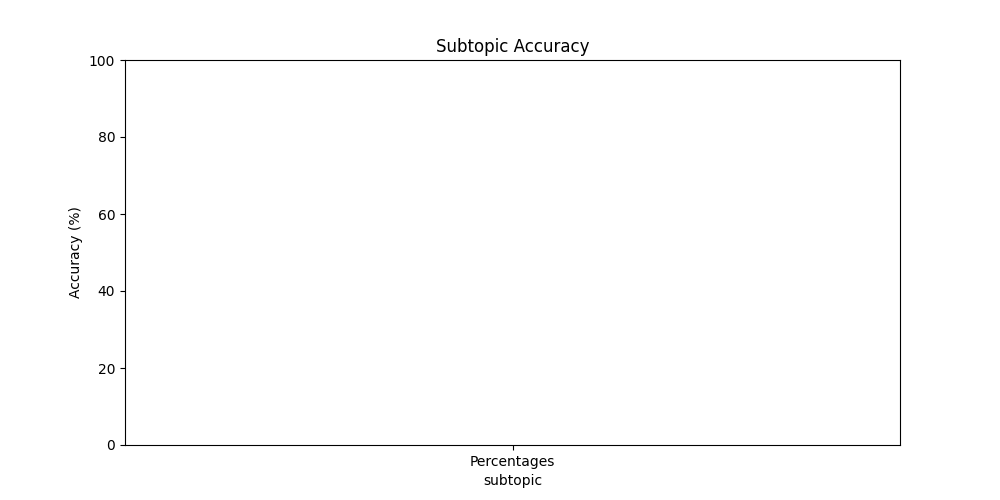 Subtopic Accuracy
100
80
60
40
20
0
Accuracy (%)
Percentages
subtopic